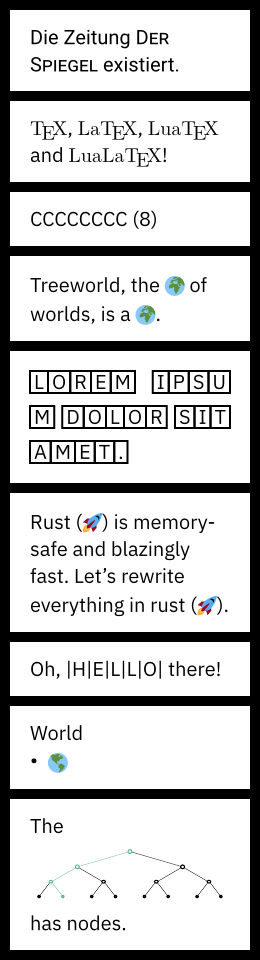 Die Zeitung DER
SPIEGEL existiert.
TEX, LaTEX, LuaTEX
and LuaLaTEX!
CCCCCCCC (8)
Treeworld, the 🌍 of
worlds, is a 🌍.
LOREM IPSU
M DOLOR SIT
AMET.
Rust (🚀) is memory-
safe and blazingly
fast. Let’s rewrite
everything in rust (🚀).
Oh, |H|E|L|L|O| there!
World
• 🌎
The
has nodes.